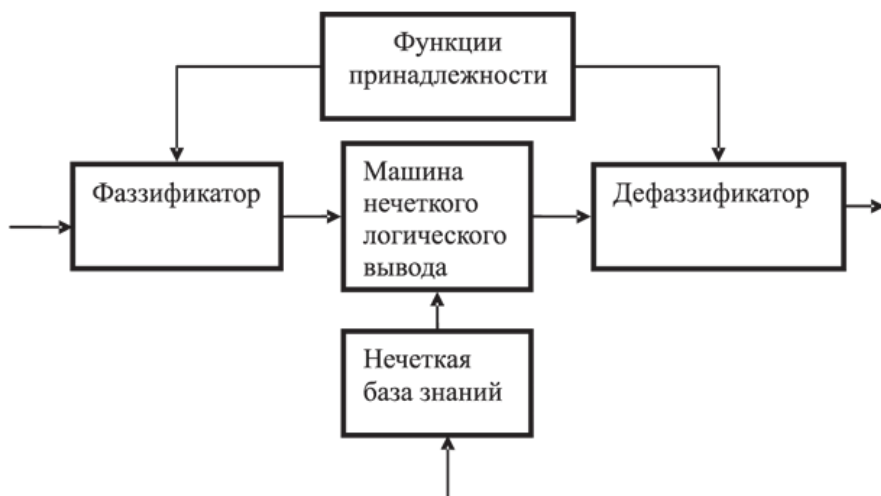 Функции
принадлежности
Фаззификатор
Машина
нечеткого
логического
вывода
Дефаззификатор
Нечеткая
база знаний